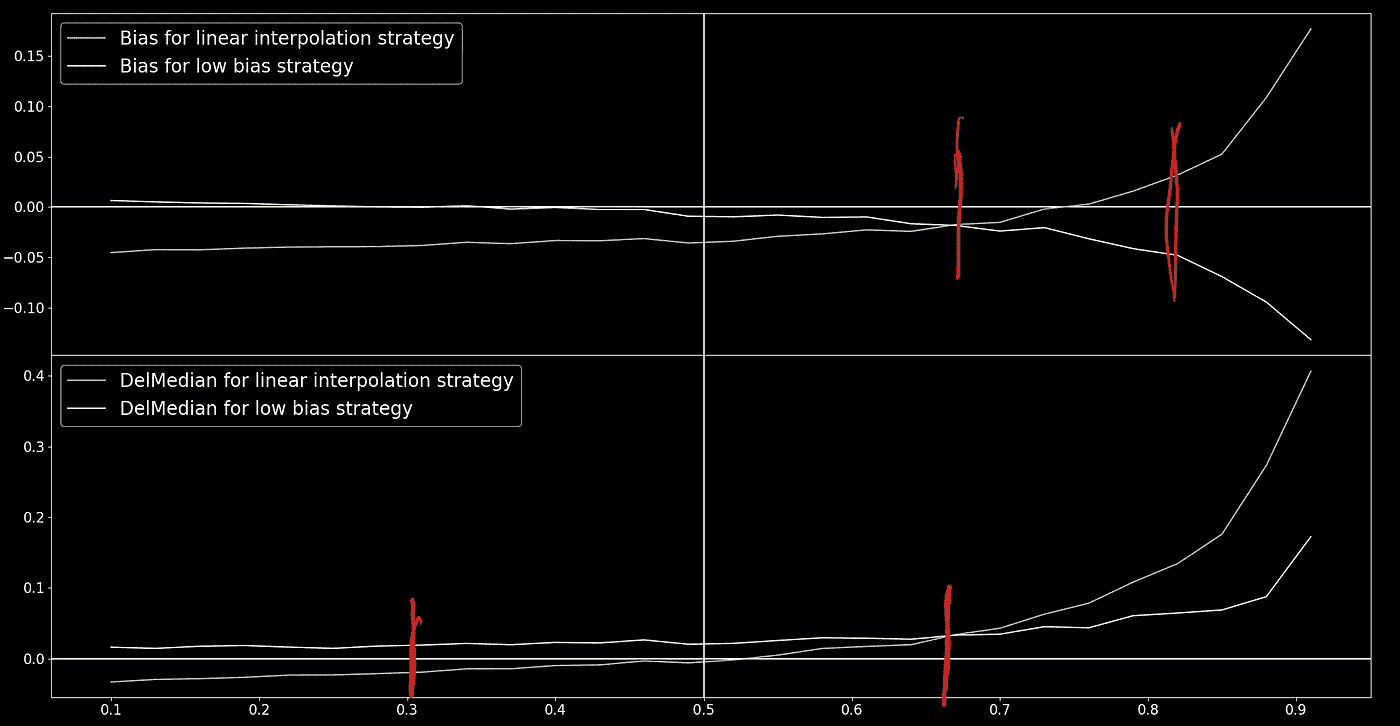 Bias for linear interpolation strategy
Bias for low bias strategy
0.15
0.10
0.05
0.00
−0.05
−0.10
DelMedian for linear interpolation strategy
DelMedian for low bias strategy
0.4
0.3
0.2
0.1
0.0
0.1 0.2 0.3 0.4 0.5 0.6 0.7 0.8 0.9